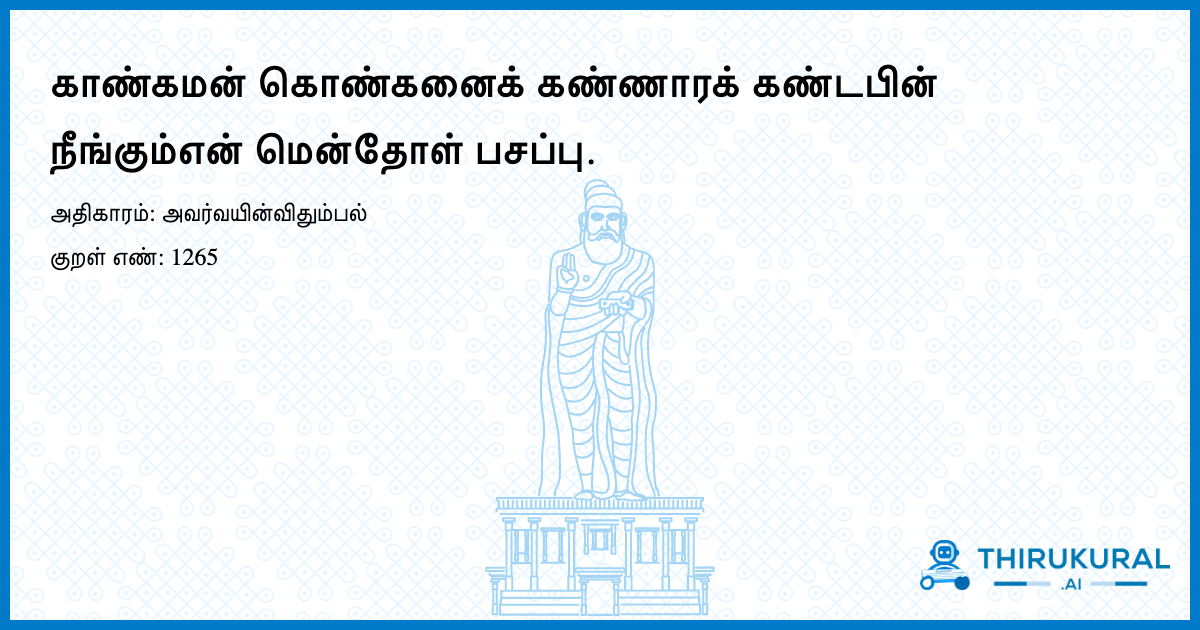 காண்கமன் கொண்கனைக் கண்ணாரக் கண்டபின்
நீங்கும்என் மென்தோள் பசப்பு.
அதிகாரம்: அவர்வயின்விதும்பல்
குறள் எண்: 1265
THIRUKURAL
.AI